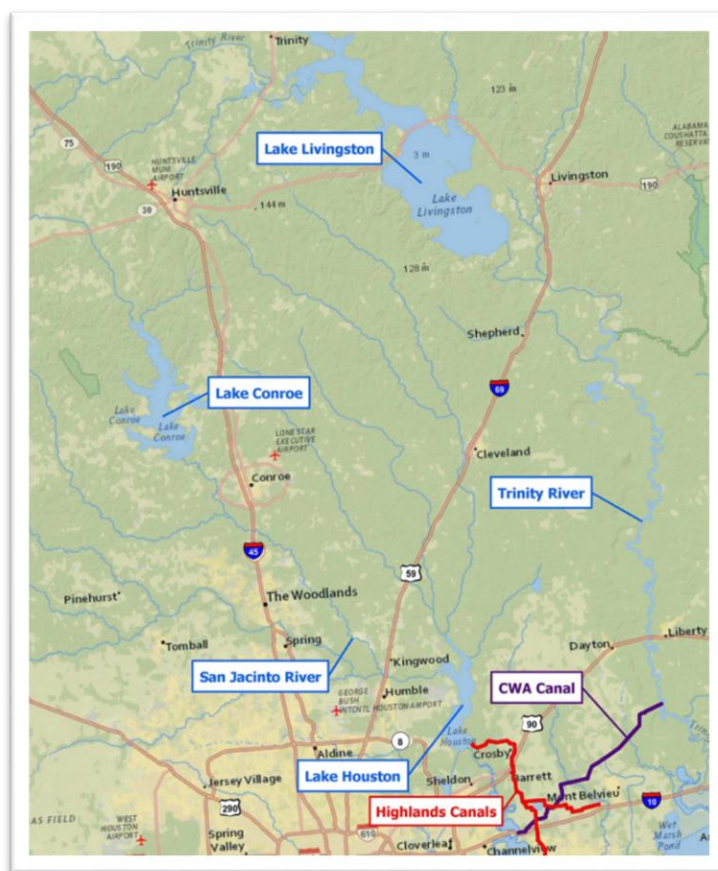 Trinity River
Trinity
123 m
ALABAMA
COUSHATTA
RESERVAT
75
190
HUNTSVILLE
MUNI
AIRPORT
Lake Livingston
3 m
Livingston
190
Huntsville
39
144 m
Lake
Livingston
128 m
Shepherd
69
Lake Conroe
Lake
Conroe
Lake
Conroe
LONESTAR
EXECUTIVE
AIRPORT
Cleveland
Conroe
Trinity River
45
59
Pinehurst
The Woodlands
Liberty
Dayton
Tomball
Spring
Kingwood
San Jacinto River
CWA Canal
GEORGE
BUSH
INTCNTL HOUSTON AIRPORT
Humble
Trinity
90
Lake
Houston
8
Aldine
Crosby
Lake Houston
Jersey Village
Sheldon
Barrett
Mont Belvieu
10
290
Highlands Canals
AS FIELD
WEST
HOUSTON
AIRPORT
Spring
Valley
610
Cloverleaf
Channelview
Wet
Marsh
Pond